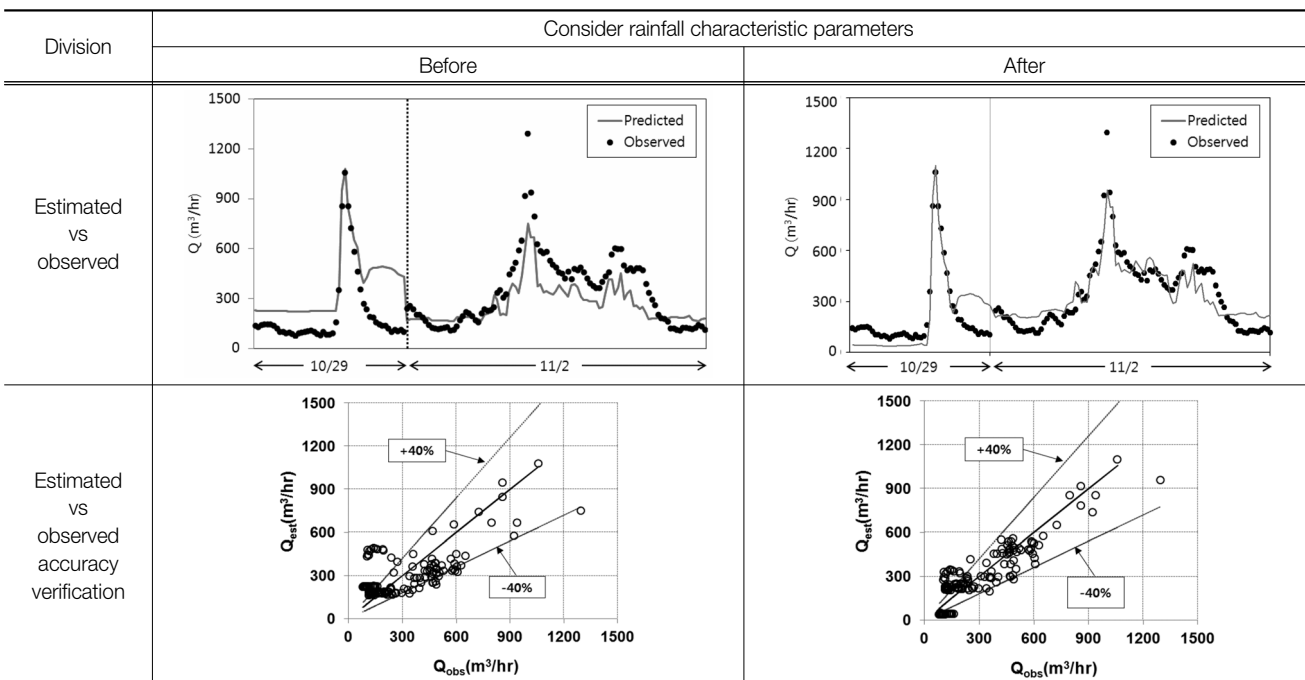 Division
Consider rainfall characteristic parameters
Before
After
Estimated
vs
observed
1500
1200
900
600
300
0
Q (m³/hr)
Predicted
Observed
10/29
11/2
1500
1200
900
600
300
0
Q (m³/hr)
Predicted
Observed
10/29
11/2
Estimated
vs
observed
accuracy
verification
1500
1200
900
600
300
0
Qest(m³/hr)
+40%
-40%
0 300 600 900 1200 1500
Qobs(m³/hr)
1500
1200
900
600
300
0
Qest(m³/hr)
+40%
-40%
0 300 600 900 1200 1500
Qobs(m³/hr)